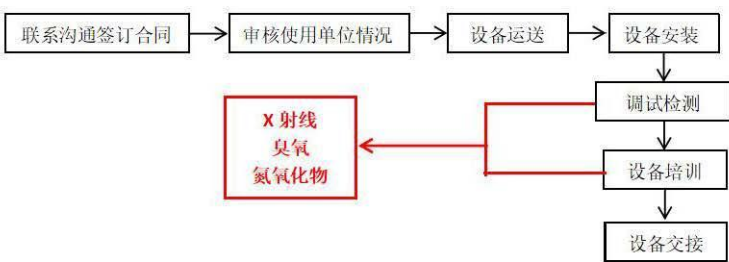 联系沟通签订合同
审核使用单位情况
设备运送
设备安装
调试检测
X 射线
臭氧
氮氧化物
设备培训
设备交接